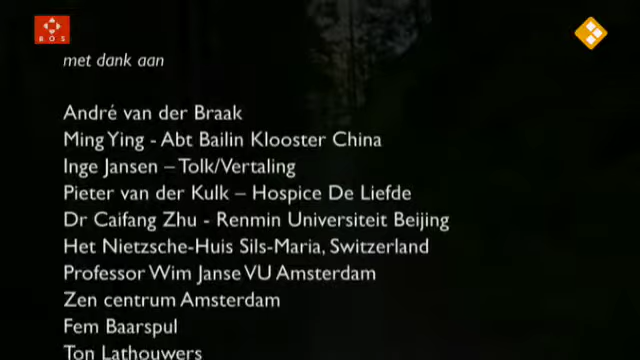 BOS
met dank aan
André van der Braak
Ming Ying - Abt Bailin Klooster China
Inge Jansen – Tolk/Vertaling
Pieter van der Kulk – Hospice De Liefde
Dr Caifang Zhu - Renmin Universiteit Beijing
Het Nietzsche-Huis Sils-Maria, Switzerland
Professor Wim Janse VU Amsterdam
Zen centrum Amsterdam
Fem Baarspul
Ton Lathouwers